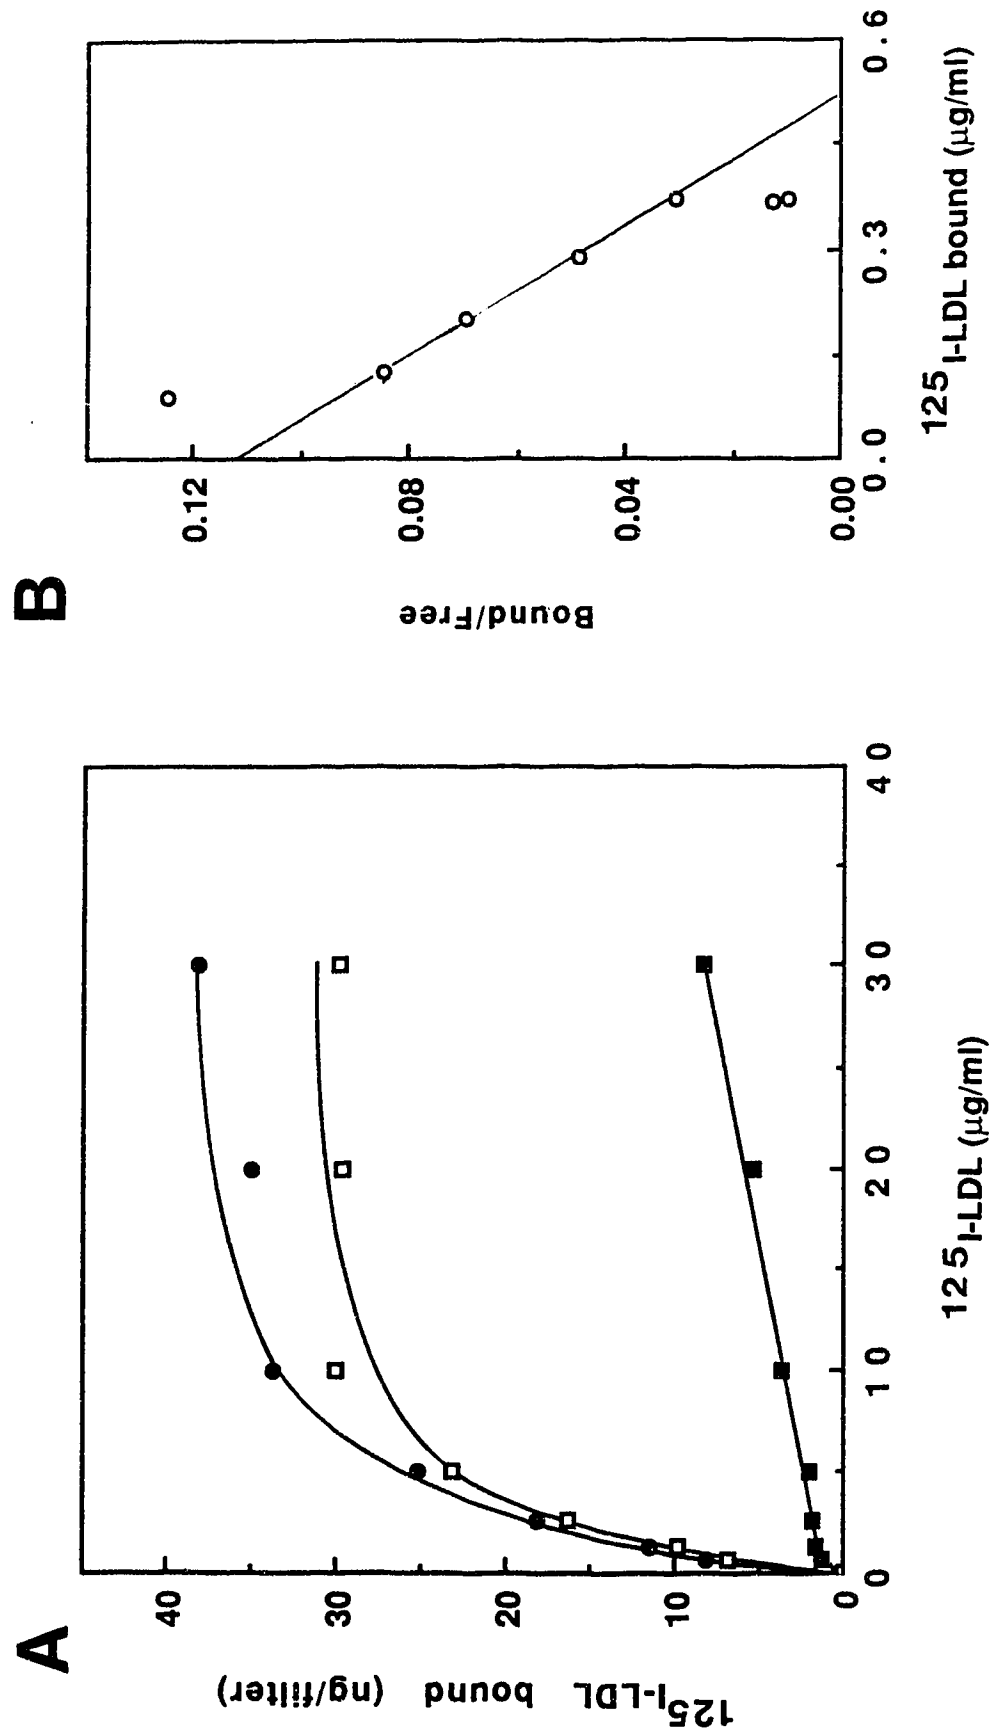 A
125I-LDL bound (ng/filter)
40
30
20
10
0
0
10
20
30
40
125I-LDL (μg/ml)
B
Bound/Free
0.12
0.08
0.04
0.00
0.0
0.3
0.6
125I-LDL bound (μg/ml)